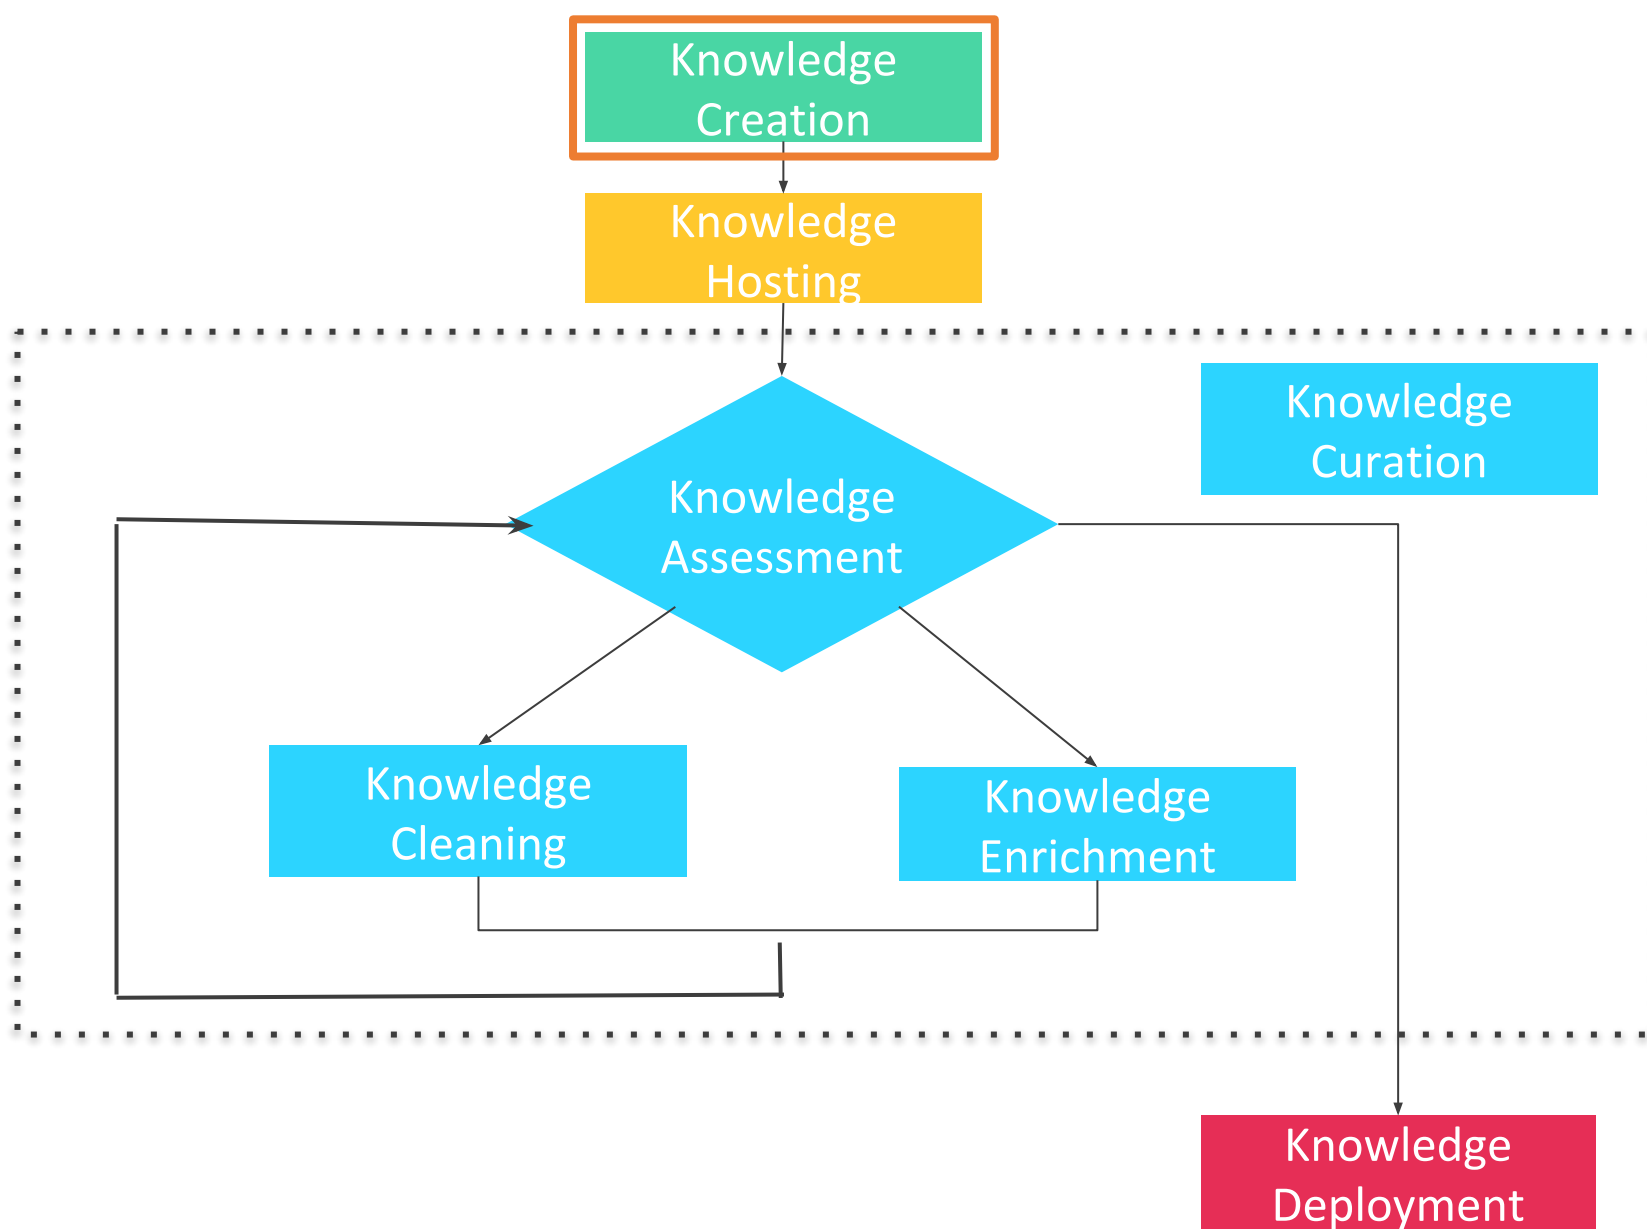 Knowledge
Creation
Knowledge
Hosting
Knowledge
Curation
Knowledge
Assessment
Knowledge
Cleaning
Knowledge
Enrichment
Knowledge
Deployment